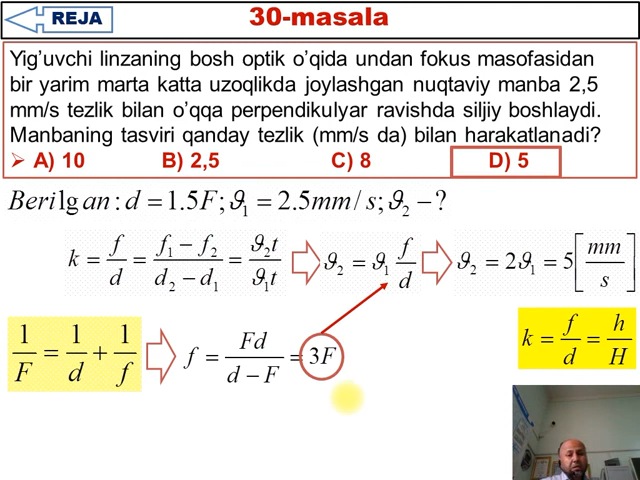 REJA
30-masala
Yig'uvchi linzaning bosh optik o'qida undan fokus masofasidan
bir yarim marta katta uzoqlikda joylashgan nuqtaviy manba 2,5
mm/s tezlik bilan o'qqa perpendikulyar ravishda siljiy boshlaydi.
Manbaning tasviri qanday tezlik (mm/s da) bilan harakatlanadi?
➢ A) 10 B) 2,5 C) 8 D) 5
Berilgan: d = 1.5F; ϑ₁ = 2.5mm/s; ϑ₂ − ?
k = f/d = (f₁ − f₂)/(d₂ − d₁) = ϑ₂t/ϑ₁t ⇒ ϑ₂ = ϑ₁ f/d ⇒ ϑ₂ = 2ϑ₁ = 5[mm/s]
1/F = 1/d + 1/f ⇒ f = Fd/(d − F) = 3F
k = f/d = h/H